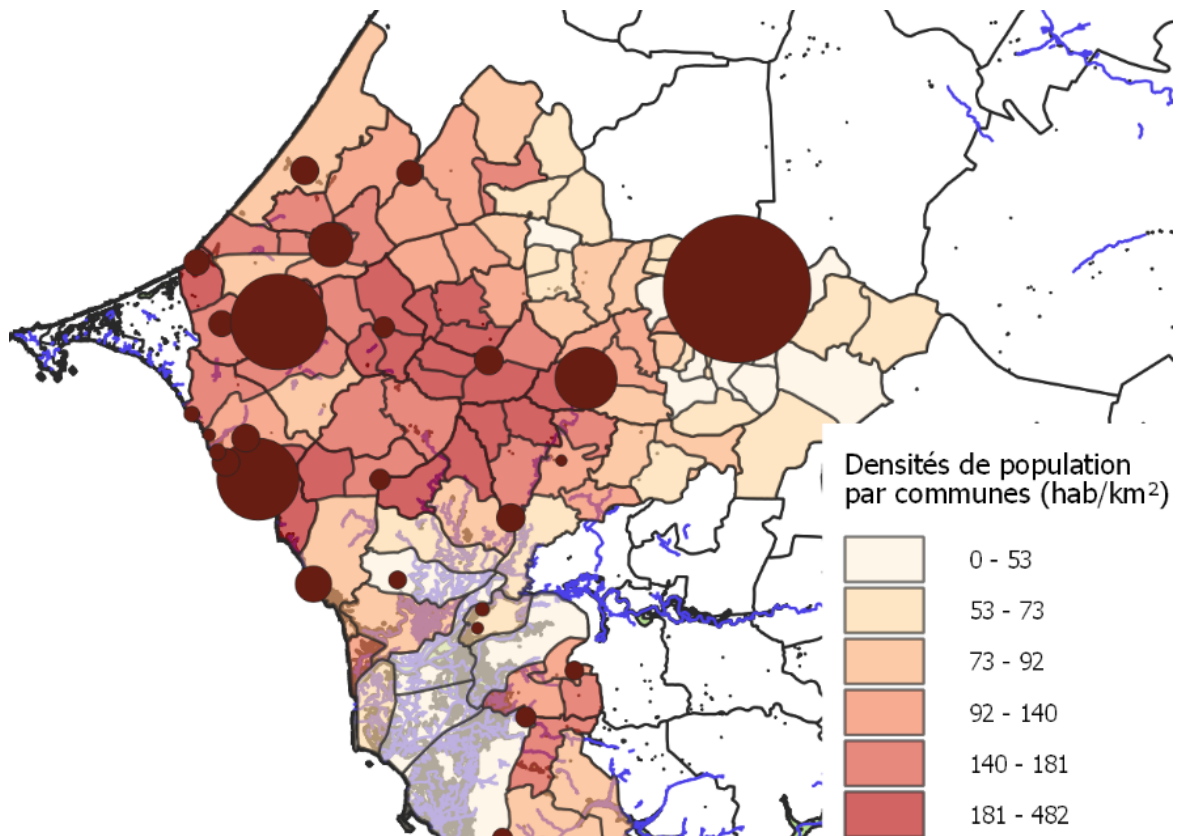 Densités de population
par communes (hab/km²)
0 - 53
53 - 73
73 - 92
92 - 140
140 - 181
181 - 482